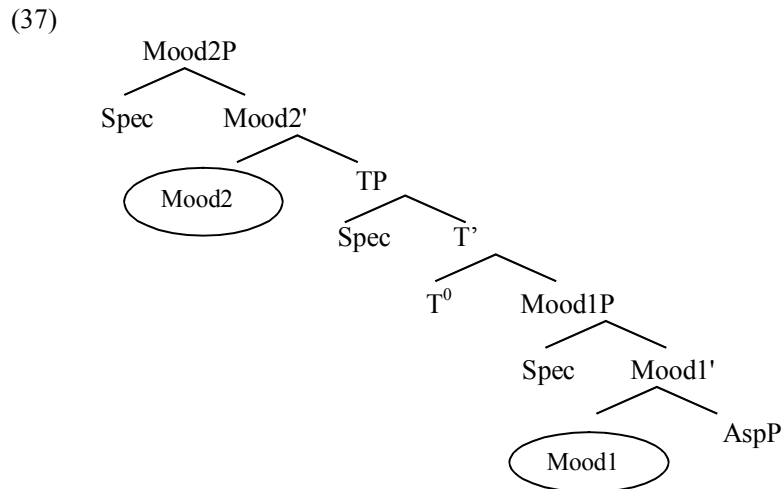 (37)
Mood2P
Spec Mood2'
Mood2 TP
Spec T’
T⁰ Mood1P
Spec Mood1'
Mood1 AspP